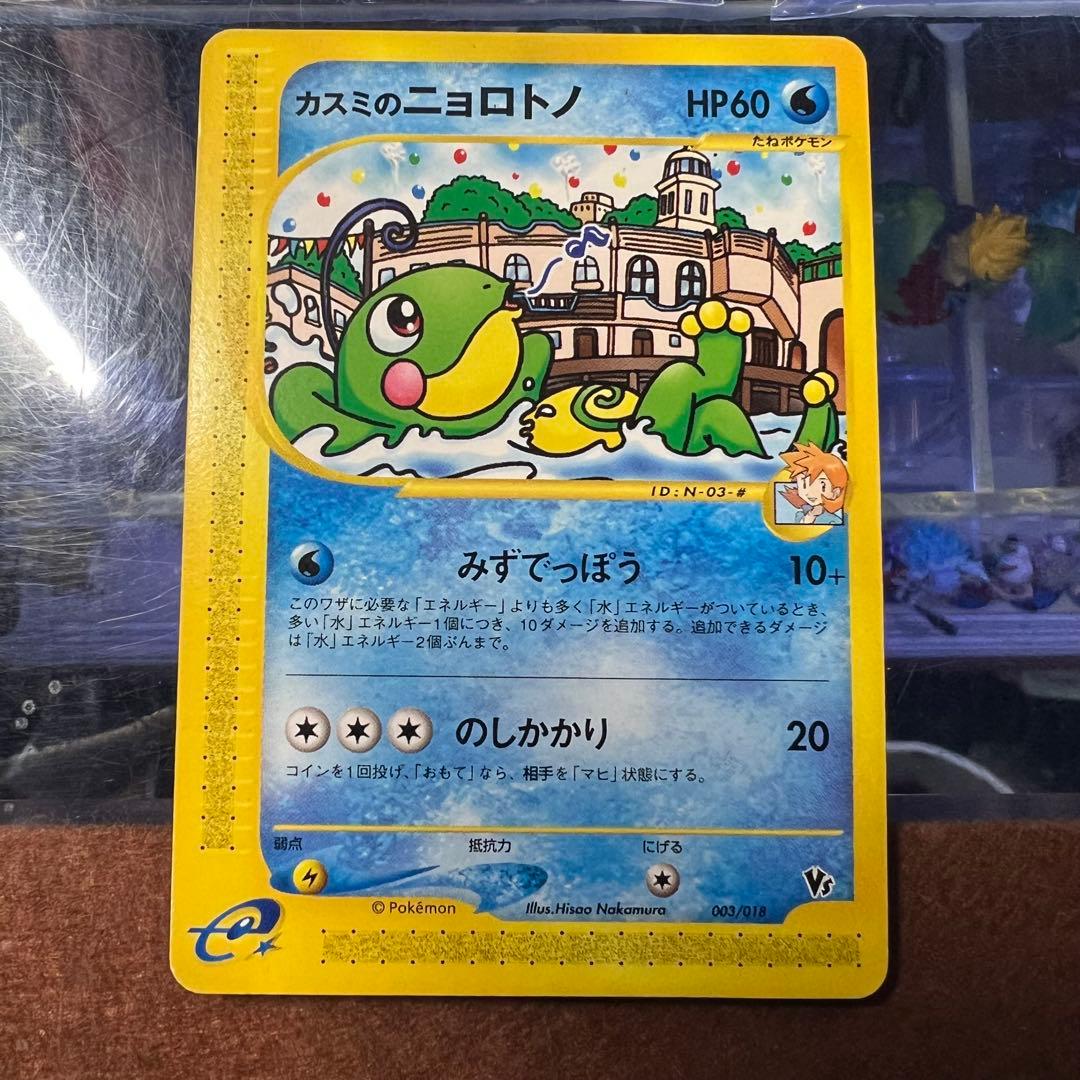 カスミのニョロトノ HP60
たねポケモン
ID:N-03-#
みずでっぽう 10+
このワザに必要な「エネルギー」よりも多く「水」エネルギーがついているとき、
多い「水」エネルギー1個につき、10ダメージを追加する。追加できるダメージ
は「水」エネルギー2個ぶんまで。
のしかかり 20
コインを1回投げ、「おもて」なら、相手を「マヒ」状態にする。
弱点 抵抗力 にげる
VS
© Pokémon Illus.Hisao Nakamura 003/018
e